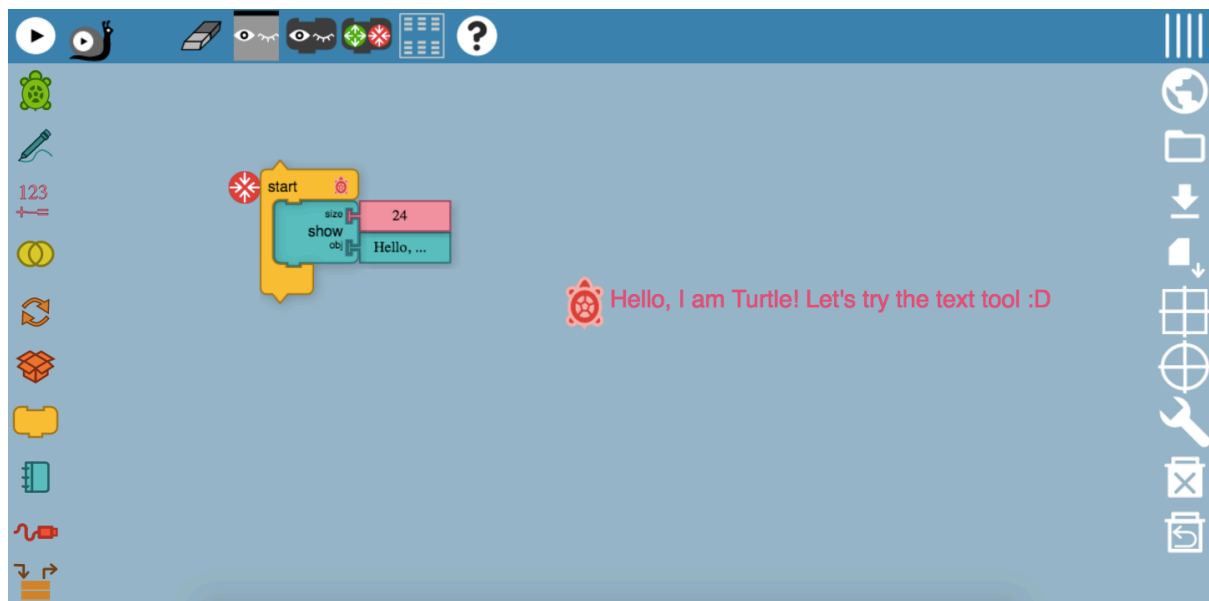 ?
123
+−=
start
size
24
show
obj
Hello, ...
Hello, I am Turtle! Let's try the text tool :D